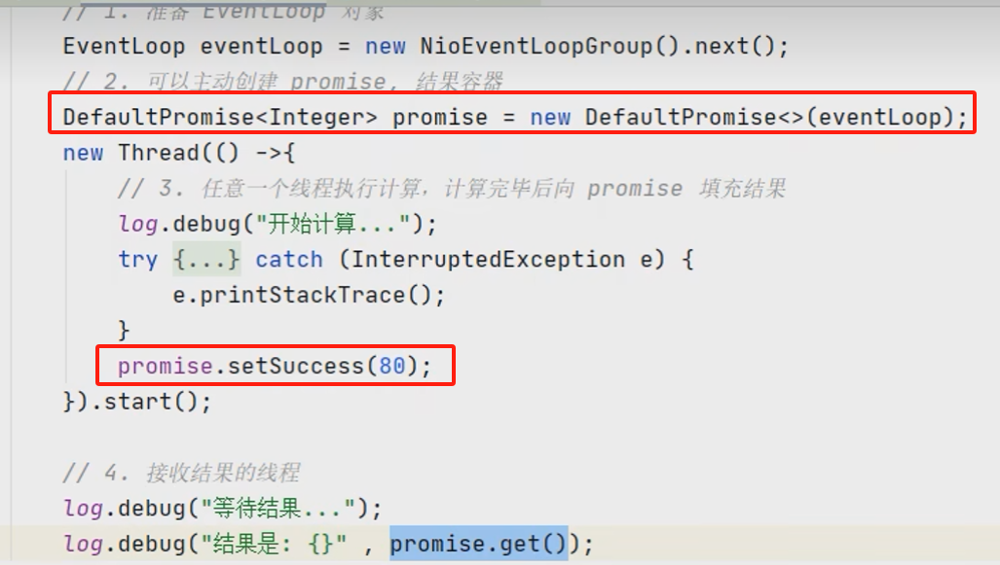 // 1. 准备 EventLoop 对象
EventLoop eventLoop = new NioEventLoopGroup().next();
// 2. 可以主动创建 promise, 结果容器
DefaultPromise<Integer> promise = new DefaultPromise<>(eventLoop);
new Thread(() ->{
// 3. 任意一个线程执行计算，计算完毕后向 promise 填充结果
log.debug("开始计算...");
try {...} catch (InterruptedException e) {
e.printStackTrace();
}
promise.setSuccess(80);
}).start();
// 4. 接收结果的线程
log.debug("等待结果...");
log.debug("结果是: {}" , promise.get());